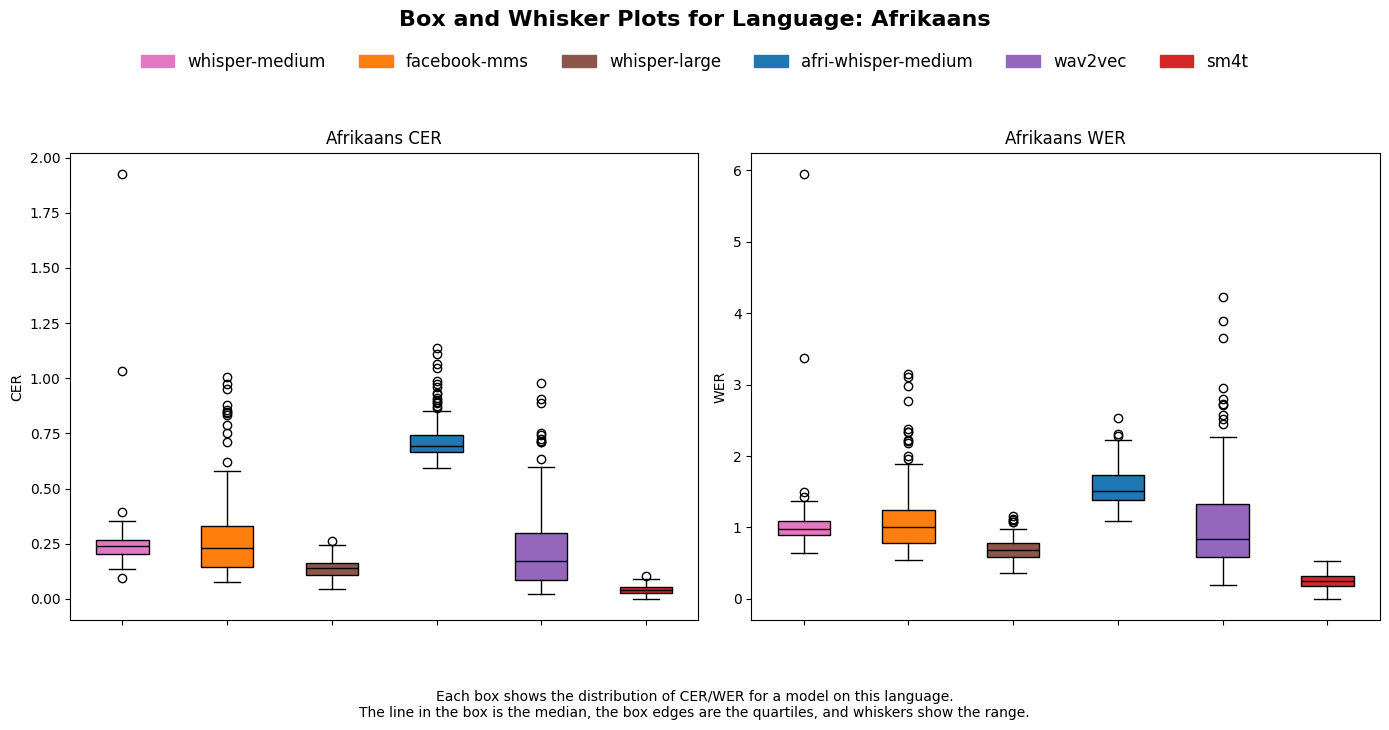 Box and Whisker Plots for Language: Afrikaans
whisper-medium facebook-mms whisper-large afri-whisper-medium wav2vec sm4t
Afrikaans CER
2.00
1.75
1.50
1.25
1.00
0.75
0.50
0.25
0.00
CER
Afrikaans WER
6
5
4
3
2
1
0
WER
Each box shows the distribution of CER/WER for a model on this language.
The line in the box is the median, the box edges are the quartiles, and whiskers show the range.